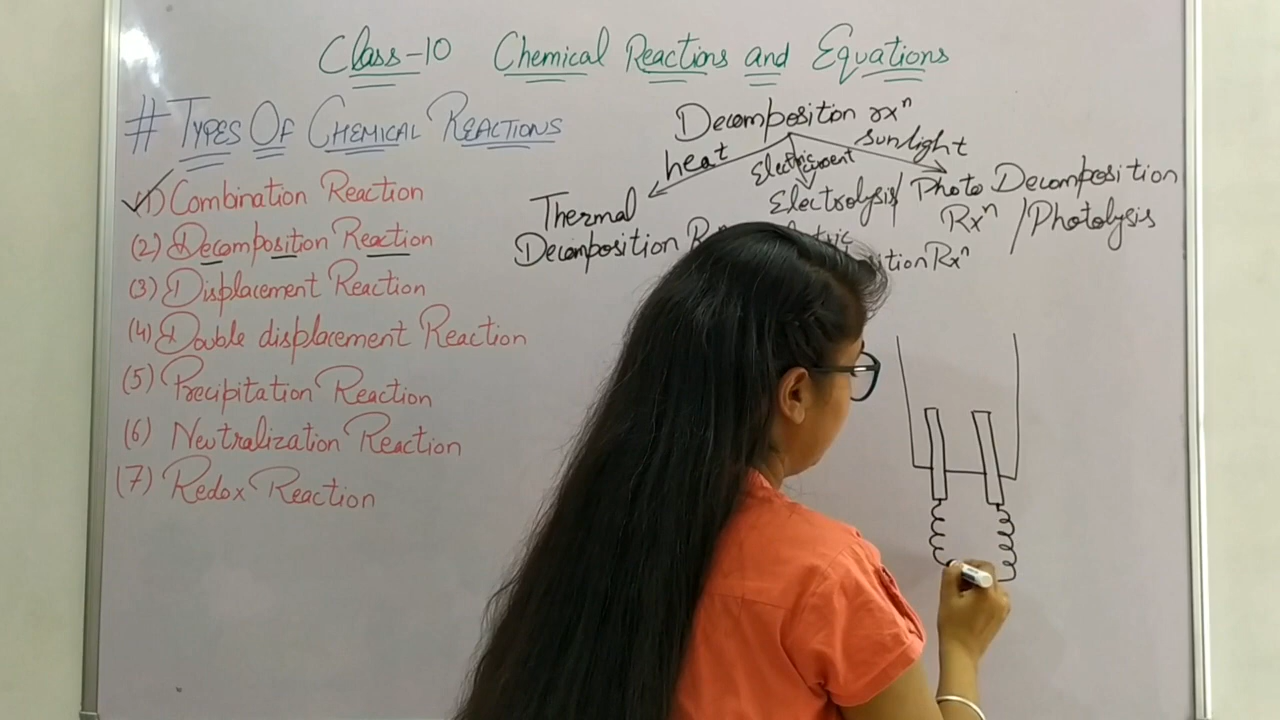 Class-10 Chemical Reactions and Equations
# TYPES OF CHEMICAL REACTIONS
(1) Combination Reaction
(2) Decomposition Reaction
(3) Displacement Reaction
(4) Double displacement Reaction
(5) Precipitation Reaction
(6) Neutralization Reaction
(7) Redox Reaction
Decomposition rxⁿ
heat
Electric current
sunlight
Thermal
Decomposition
Electrolysis/
Rxⁿ
Photo Decomposition
Rxⁿ /Photolysis